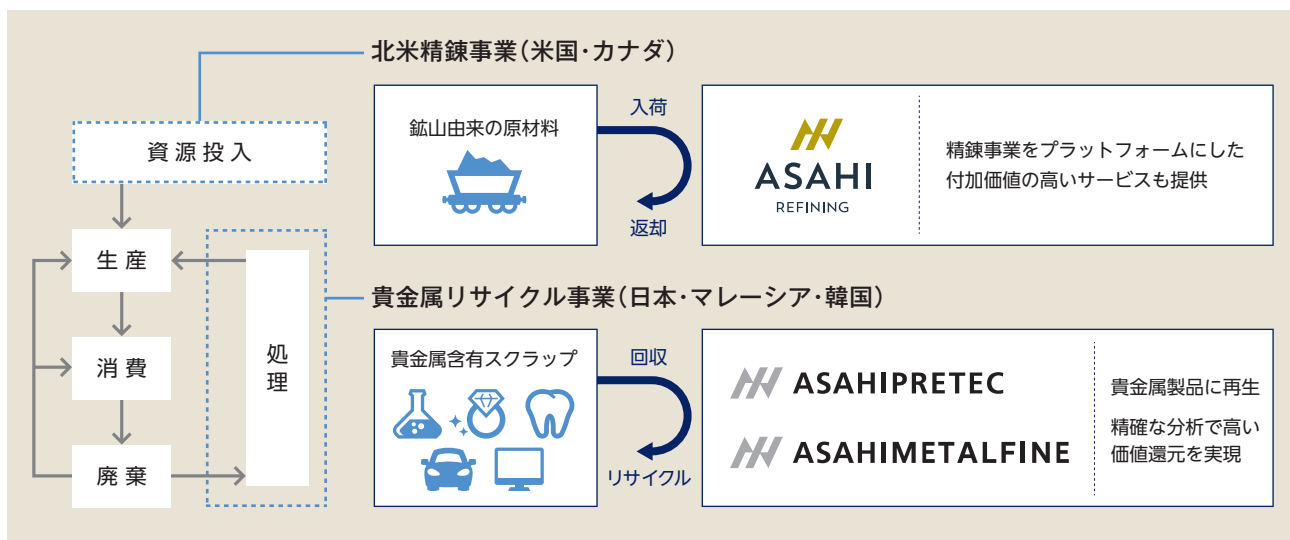 北米精錬事業(米国・カナダ)
資源投入
生産
消費
廃棄
処理
鉱山由来の原材料
入荷
返却
ASAHI
REFINING
精錬事業をプラットフォームにした
付加価値の高いサービスも提供
貴金属リサイクル事業(日本・マレーシア・韓国)
貴金属含有スクラップ
回収
リサイクル
ASAHIPRETEC
ASAHIMETALFINE
貴金属製品に再生
精確な分析で高い
価値還元を実現